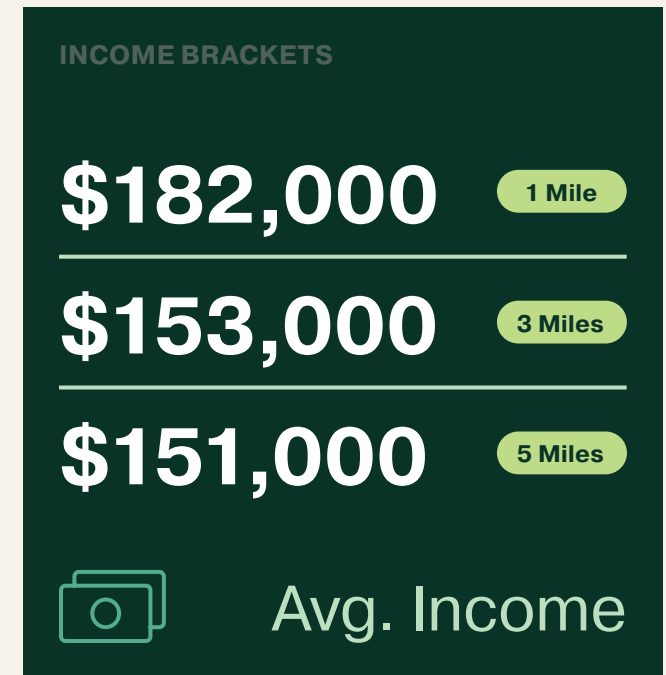 INCOME BRACKETS
$182,000 1 Mile
$153,000 3 Miles
$151,000 5 Miles
Avg. Income